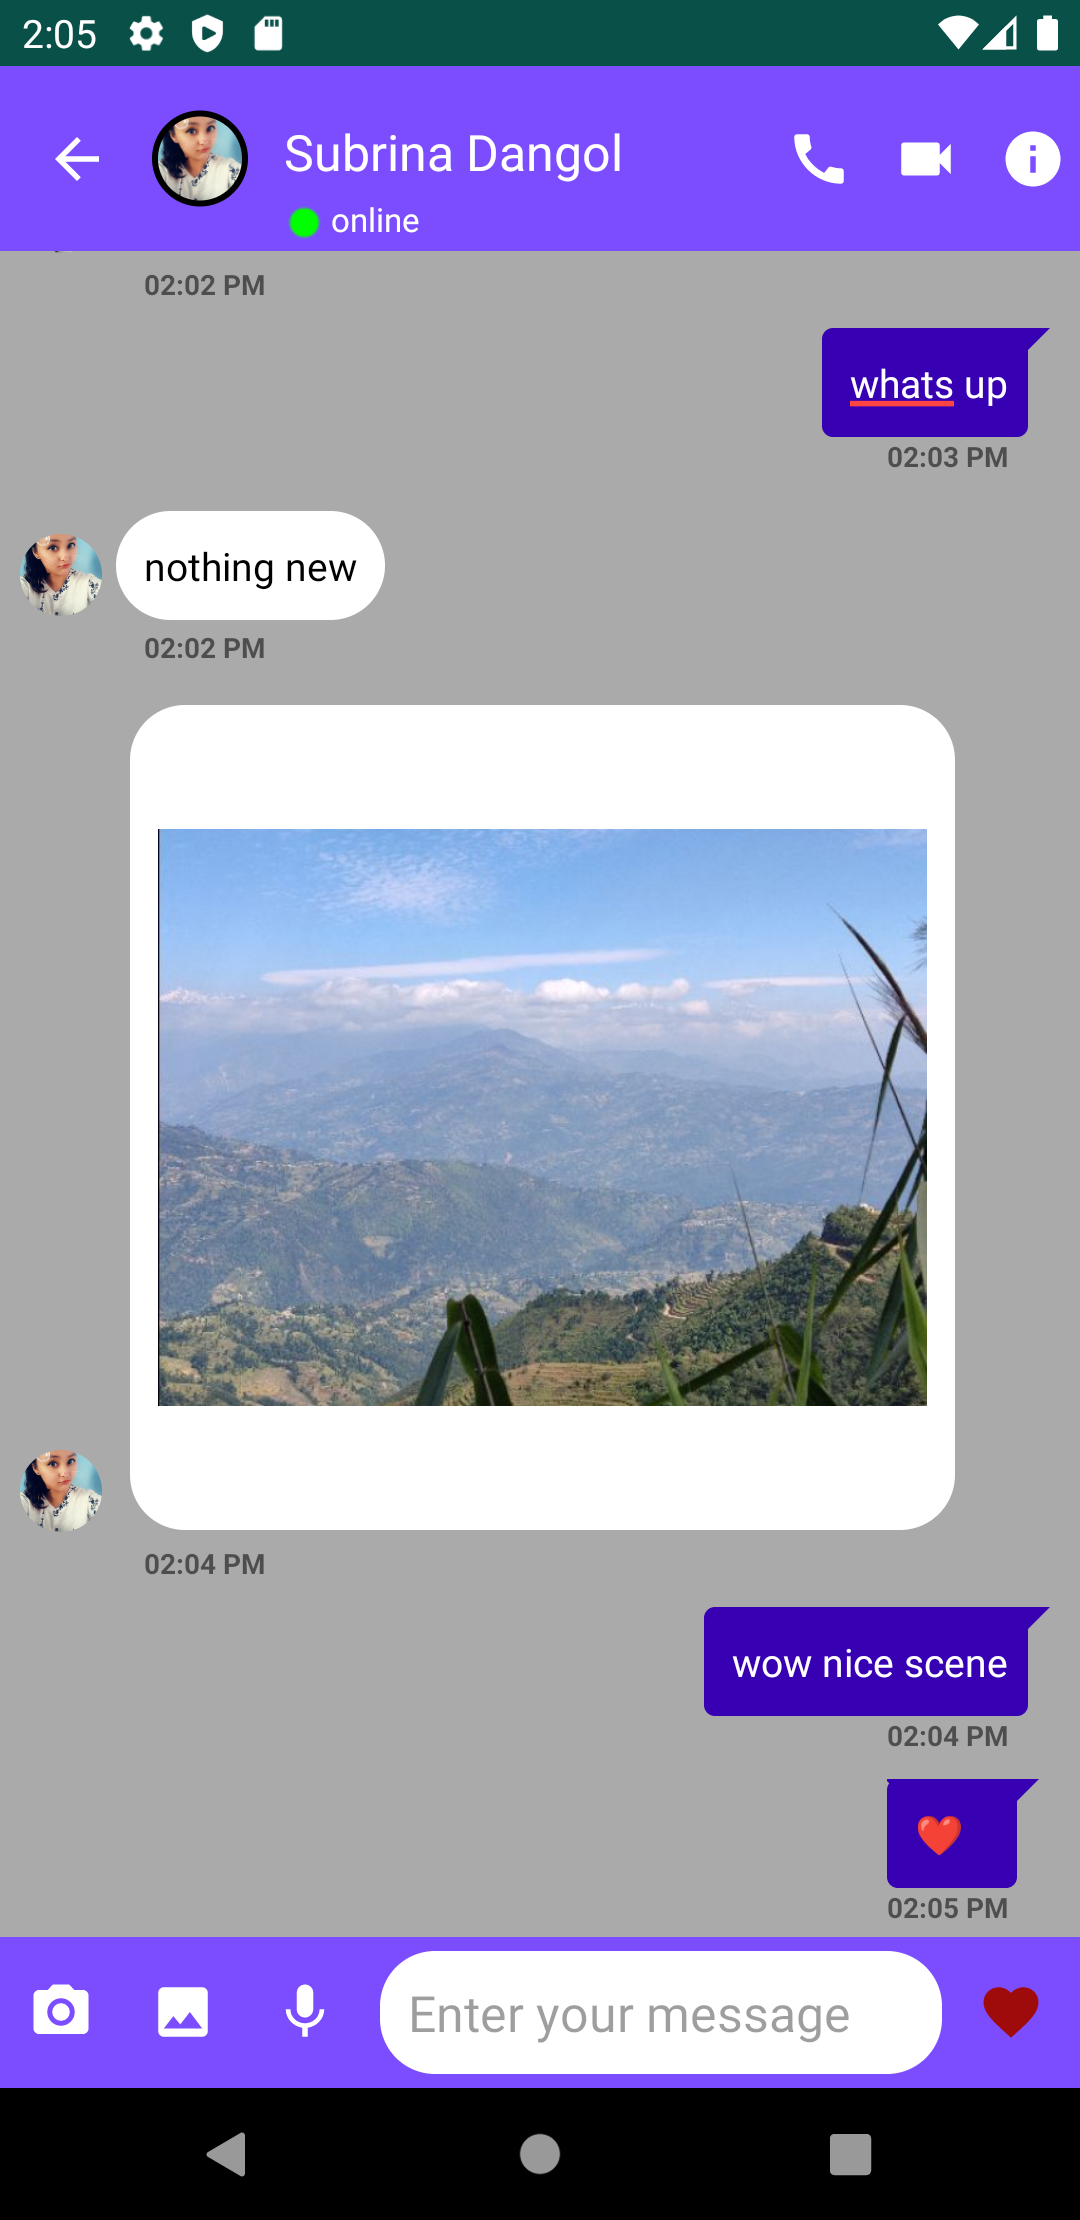 2:05
Subrina Dangol
online
02:02 PM
whats up
02:03 PM
nothing new
02:02 PM
02:04 PM
wow nice scene
02:04 PM
❤️
02:05 PM
Enter your message